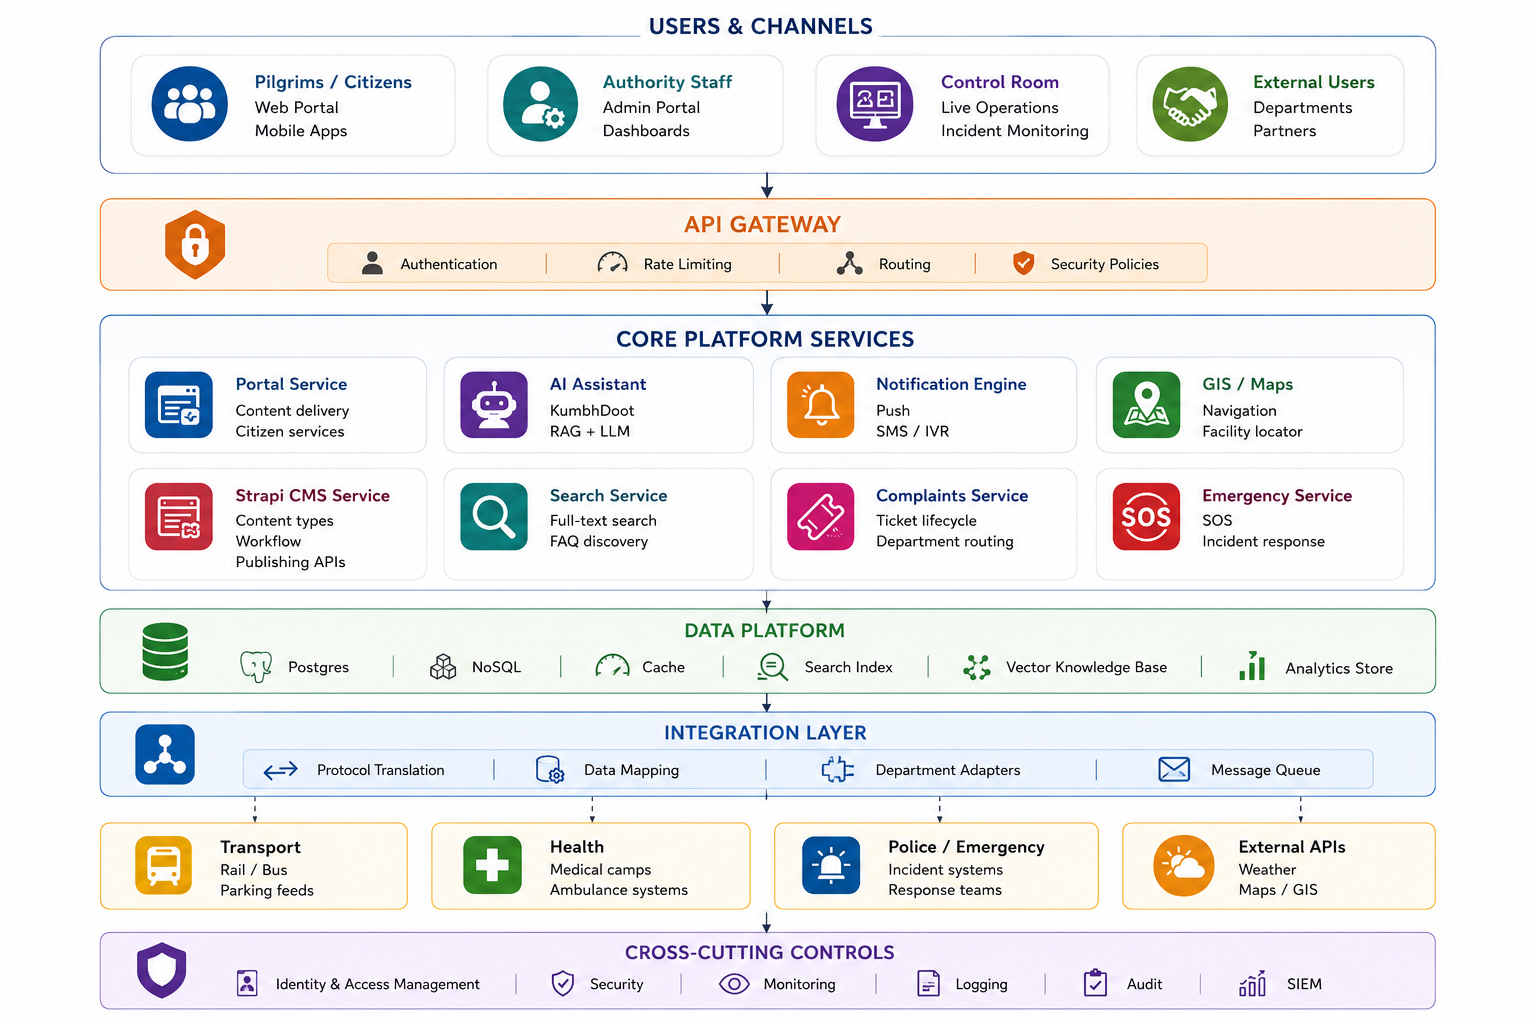 USERS & CHANNELS
Pilgrims / Citizens
Web Portal
Mobile Apps
Authority Staff
Admin Portal
Dashboards
Control Room
Live Operations
Incident Monitoring
External Users
Departments
Partners
API GATEWAY
Authentication
Rate Limiting
Routing
Security Policies
CORE PLATFORM SERVICES
Portal Service
Content delivery
Citizen services
AI Assistant
KumbhDoot
RAG + LLM
Notification Engine
Push
SMS / IVR
GIS / Maps
Navigation
Facility locator
Strapi CMS Service
Content types
Workflow
Publishing APIs
Search Service
Full-text search
FAQ discovery
Complaints Service
Ticket lifecycle
Department routing
SOS
Emergency Service
SOS
Incident response
DATA PLATFORM
Postgres
NoSQL
Cache
Search Index
Vector Knowledge Base
Analytics Store
INTEGRATION LAYER
Protocol Translation
Data Mapping
Department Adapters
Message Queue
Transport
Rail / Bus
Parking feeds
Health
Medical camps
Ambulance systems
Police / Emergency
Incident systems
Response teams
External APIs
Weather
Maps / GIS
CROSS-CUTTING CONTROLS
Identity & Access Management
Security
Monitoring
Logging
Audit
SIEM